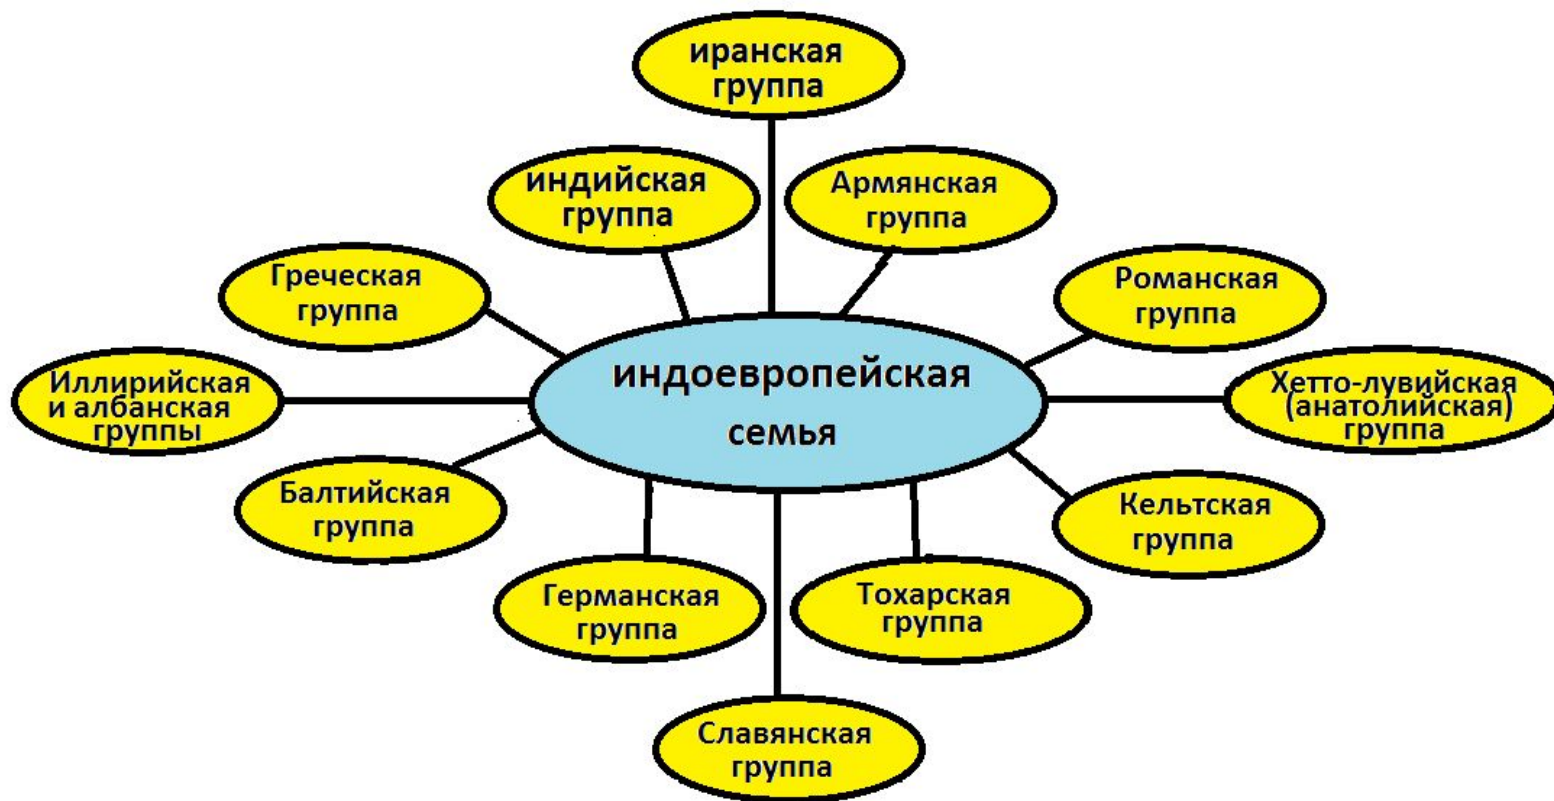 иранская
группа
индийская
группа
Армянская
группа
Греческая
группа
Романская
группа
Иллирийская
и албанская
группы
индоевропейская
семья
Хетто-лувийская
(анатолийская)
группа
Балтийская
группа
Кельтская
группа
Германская
группа
Тохарская
группа
Славянская
группа